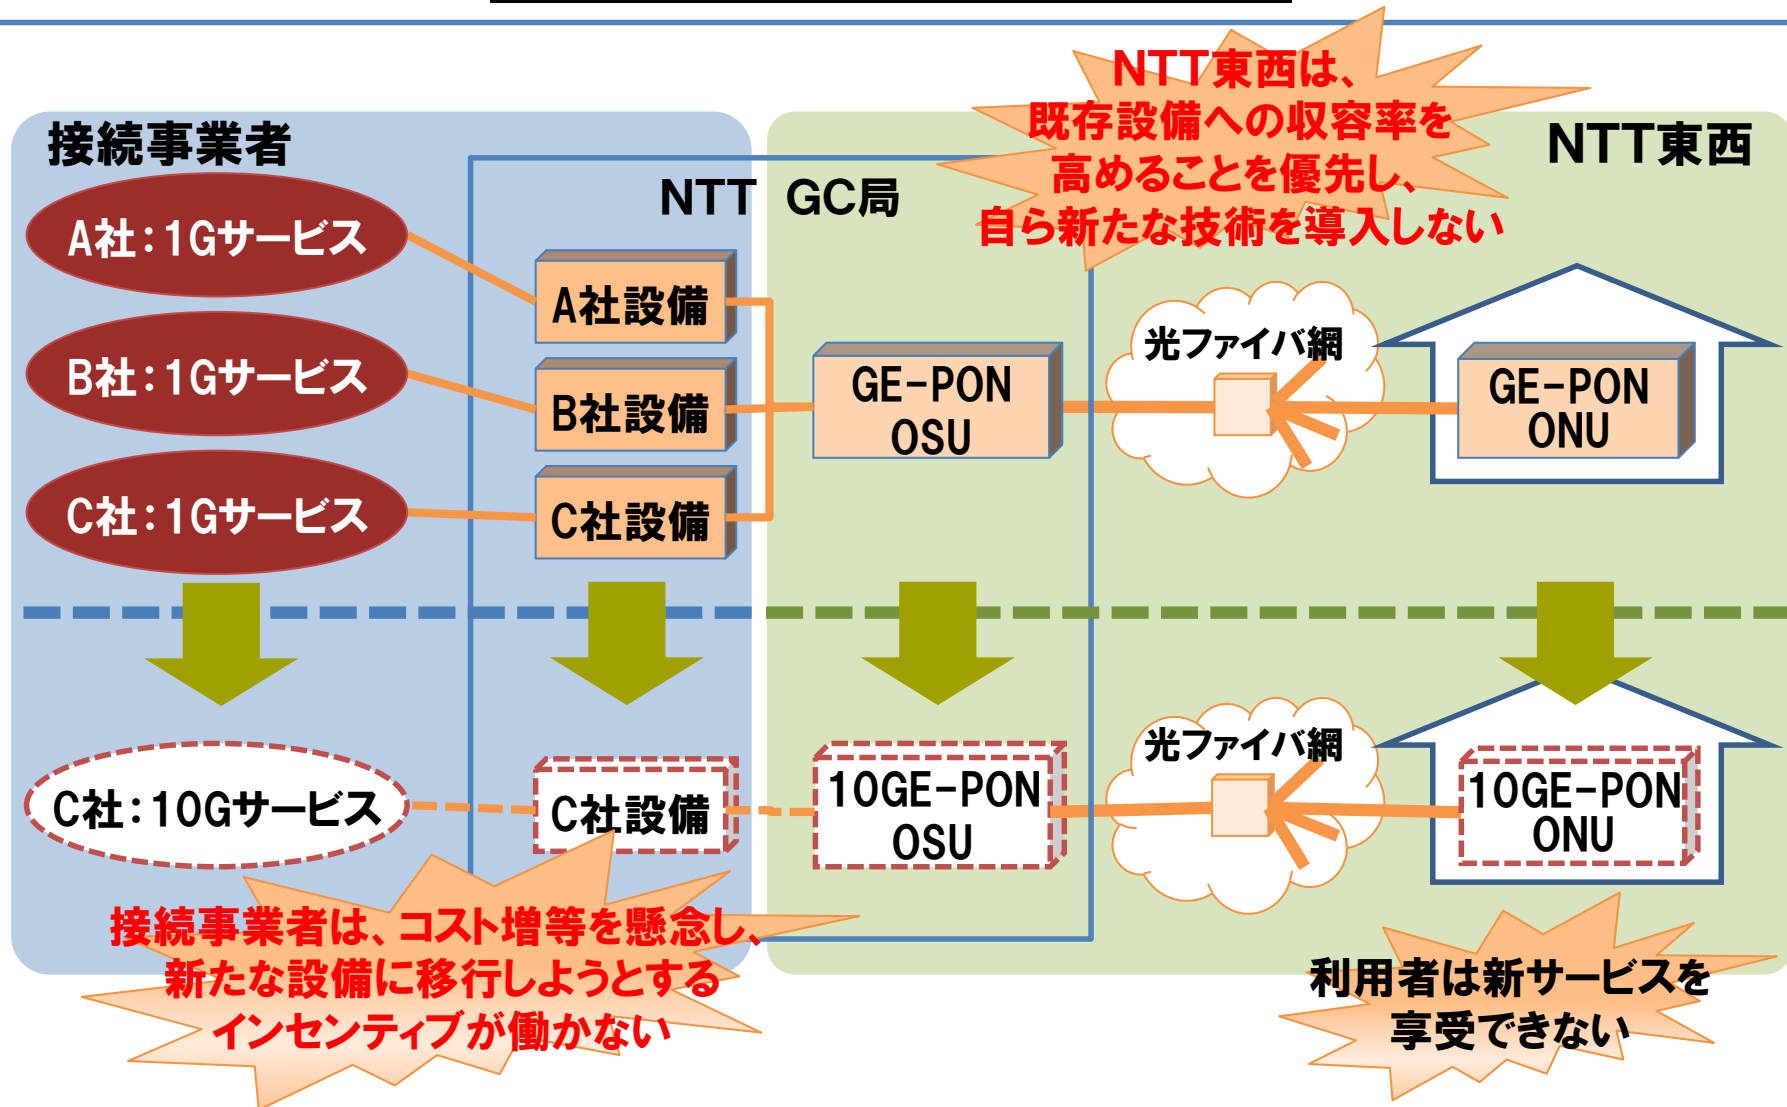 NTT東西は、
既存設備への収容率を
高めることを優先し、
自ら新たな技術を導入しない
接続事業者
NTT GC局
NTT東西
A社：1Gサービス
A社設備
B社：1Gサービス
B社設備
C社：1Gサービス
C社設備
GE-PON
OSU
光ファイバ網
GE-PON
ONU
C社：10Gサービス
C社設備
10GE-PON
OSU
光ファイバ網
10GE-PON
ONU
接続事業者は、コスト増等を懸念し、
新たな設備に移行しようとする
インセンティブが働かない
利用者は新サービスを
享受できない